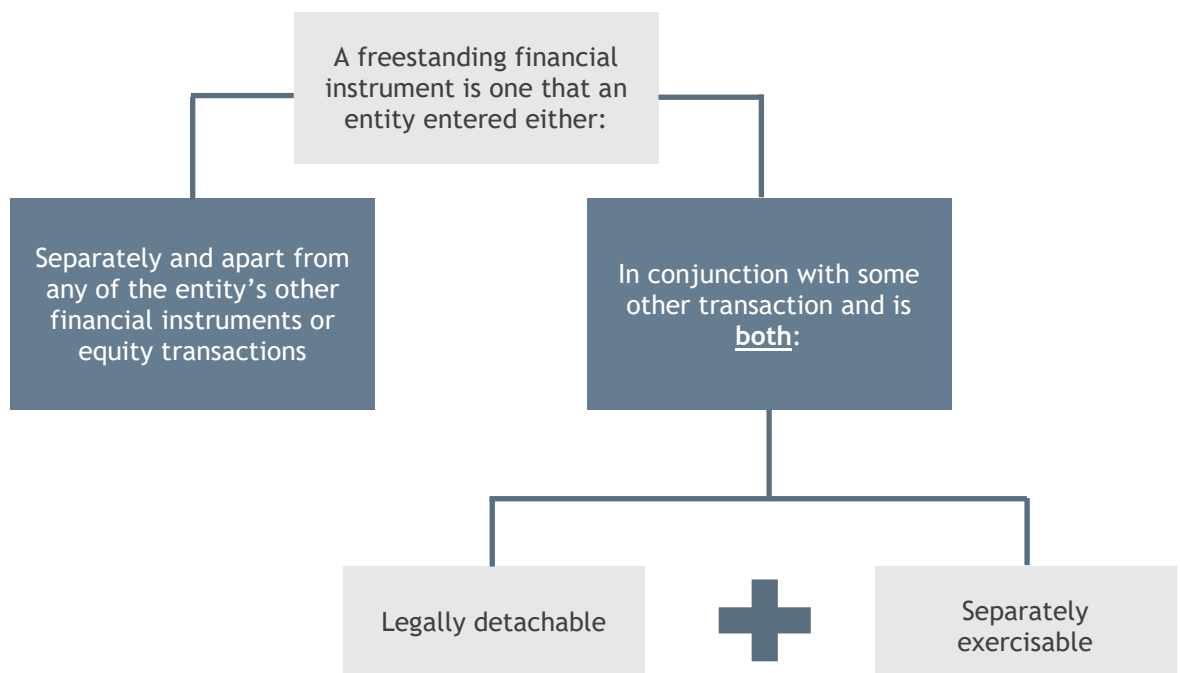 A freestanding financial
instrument is one that an
entity entered either:
Separately and apart from
any of the entity’s other
financial instruments or
equity transactions
In conjunction with some
other transaction and is
both:
Legally detachable
Separately
exercisable